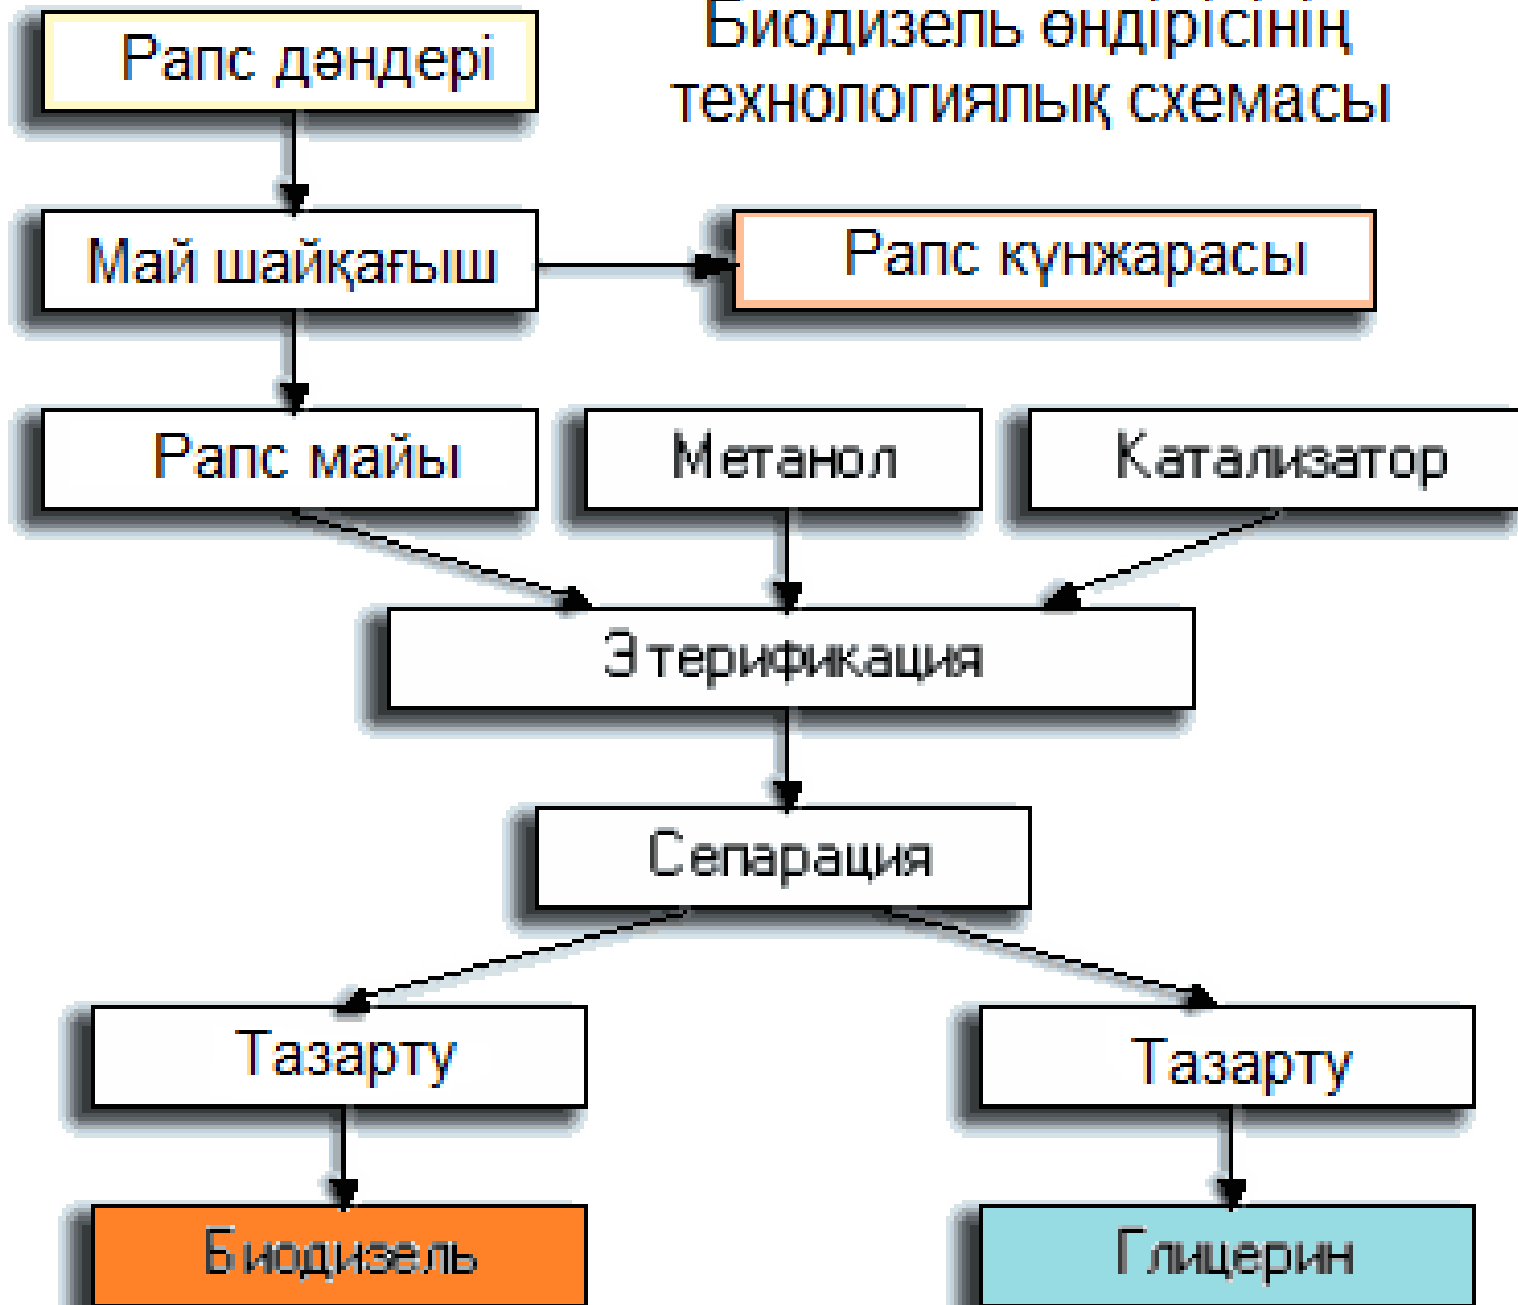 Биодизель өндірісінің
технологиялық схемасы
Рапс дәндері
Май шайқағыш
Рапс күнжарасы
Рапс майы
Метанол
Катализатор
Этерификация
Сепарация
Тазарту
Тазарту
Биодизель
Глицерин